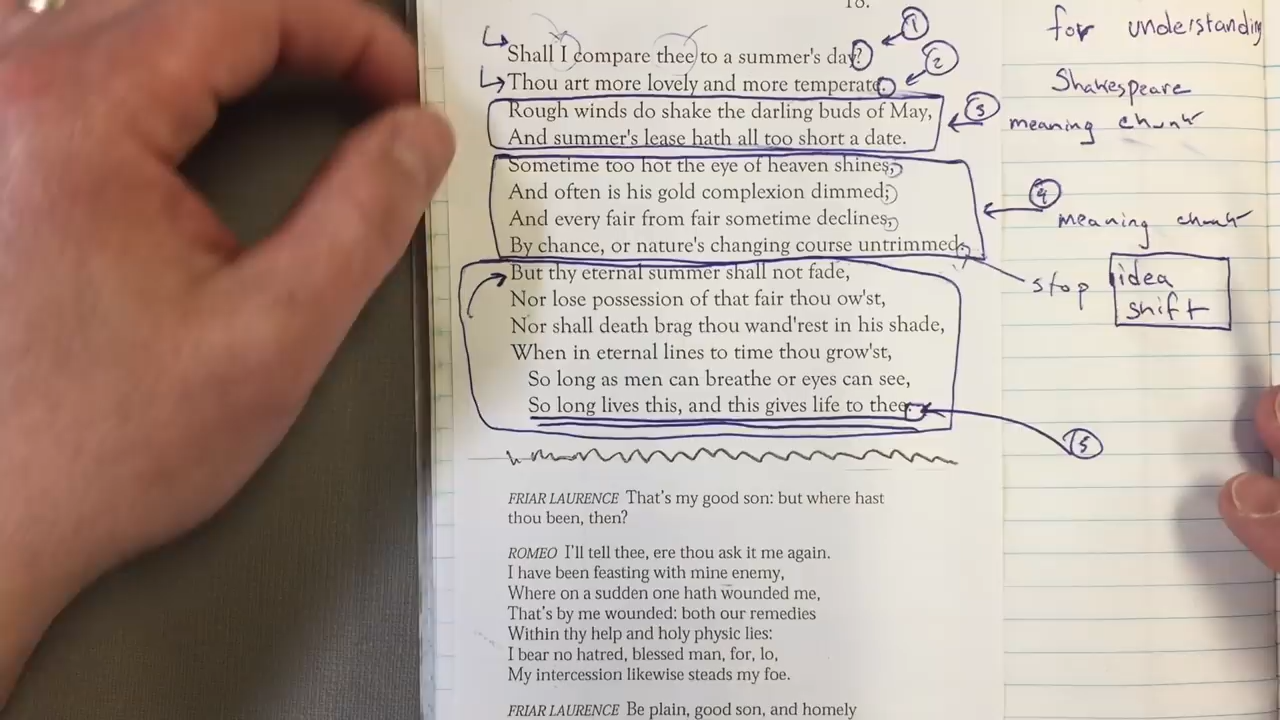 18.
Shall I compare thee to a summer's day?
Thou art more lovely and more temperate.
Rough winds do shake the darling buds of May,
And summer's lease hath all too short a date.
Sometime too hot the eye of heaven shines,
And often is his gold complexion dimmed;
And every fair from fair sometime declines,
By chance, or nature's changing course untrimmed.
But thy eternal summer shall not fade,
Nor lose possession of that fair thou ow'st,
Nor shall death brag thou wand'rest in his shade,
When in eternal lines to time thou grow'st,
So long as men can breathe or eyes can see,
So long lives this, and this gives life to thee.
FRIAR LAURENCE That's my good son: but where hast
thou been, then?
ROMEO I'll tell thee, ere thou ask it me again.
I have been feasting with mine enemy,
Where on a sudden one hath wounded me,
That's by me wounded: both our remedies
Within thy help and holy physic lies:
I bear no hatred, blessed man, for, lo,
My intercession likewise steads my foe.
FRIAR LAURENCE Be plain, good son, and homely
for understanding
Shakespeare
1
2
3
meaning chunk
4
meaning chunk
stop
idea
shift
5